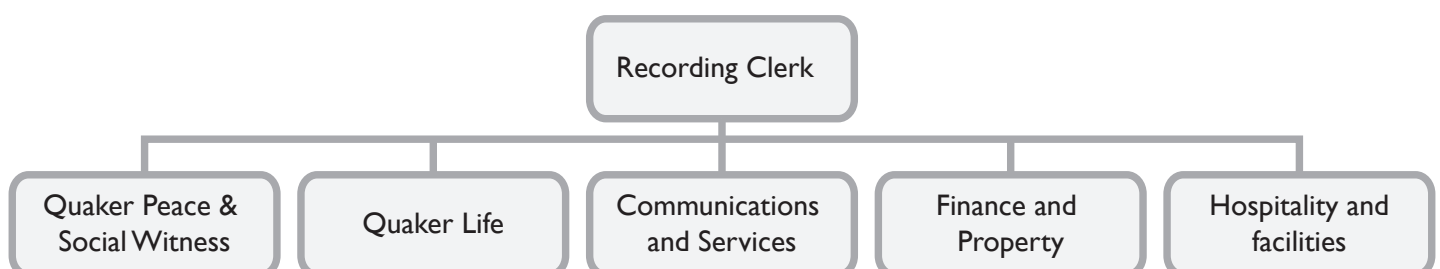 Recording Clerk
Quaker Peace &
Social Witness
Quaker Life
Communications
and Services
Finance and
Property
Hospitality and
facilities